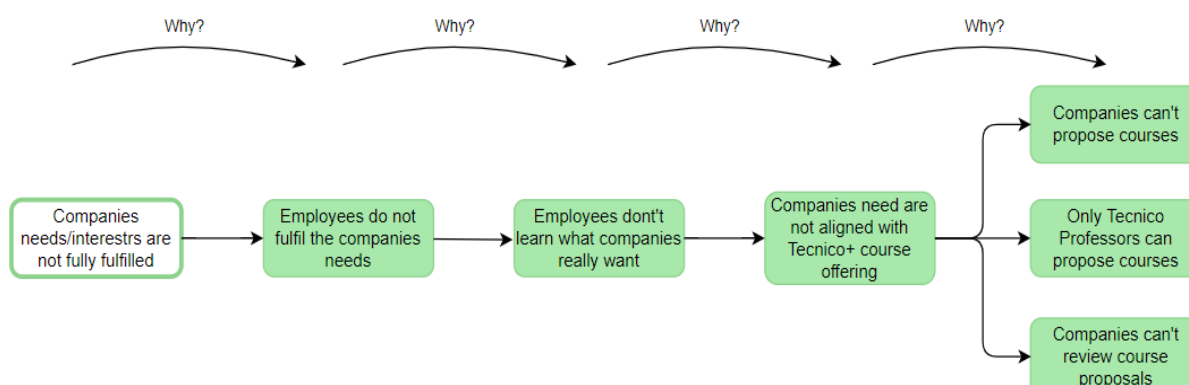 Why?
Why?
Why?
Why?
Companies
needs/interestrs are
not fully fulfilled
Employees do not
fulfil the companies
needs
Employees dont't
learn what companies
really want
Companies need are
not aligned with
Tecnico+ course
offering
Companies can't
propose courses
Only Tecnico
Professors can
propose courses
Companies can't
review course
proposals